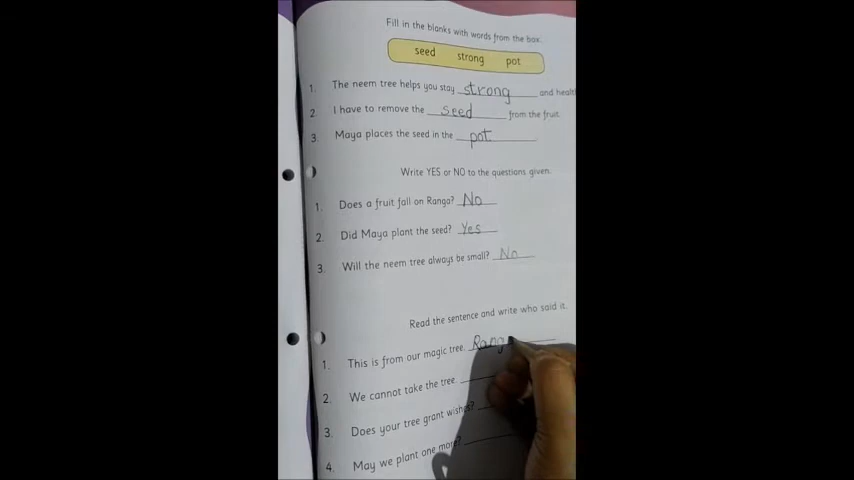 Fill in the blanks with words from the box.
seed strong pot
1. The neem tree helps you stay strong and healt
2. I have to remove the seed from the fruit.
3. Maya places the seed in the pot
Write YES or NO to the questions given.
1. Does a fruit fall on Ranga? No
2. Did Maya plant the seed? Yes
3. Will the neem tree always be small? No
Read the sentence and write who said it.
1. This is from our magic tree. Rang
2. We cannot take the tree.
3. Does your tree grant wishes?
4. May we plant one more?